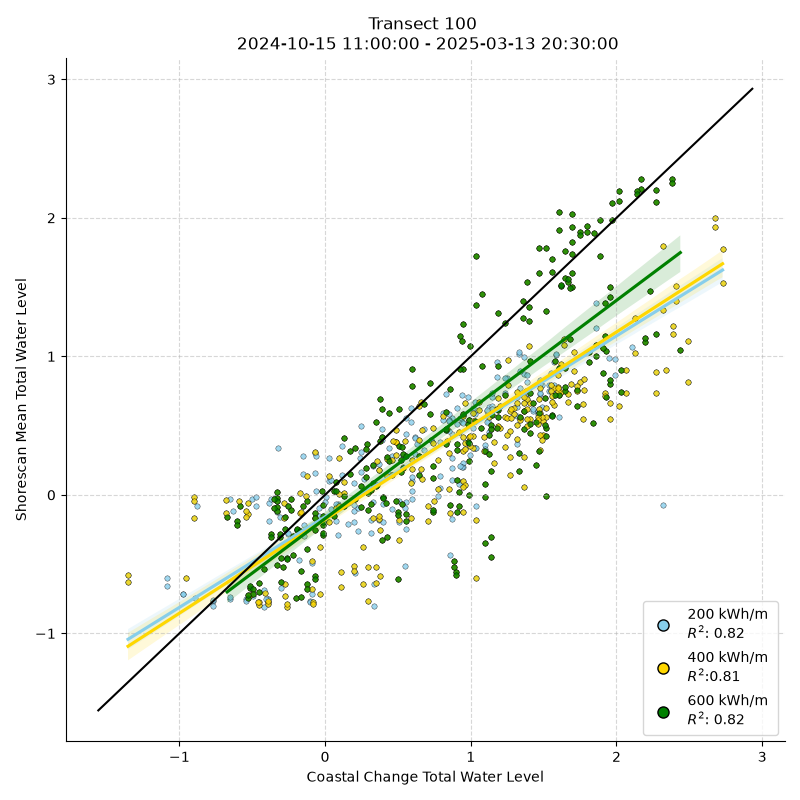 Transect 100
2024-10-15 11:00:00 - 2025-03-13 20:30:00
3
2
1
0
−1
Shorescan Mean Total Water Level
−1
0
1
2
3
Coastal Change Total Water Level
200 kWh/m
R²: 0.82
400 kWh/m
R²:0.81
600 kWh/m
R²: 0.82